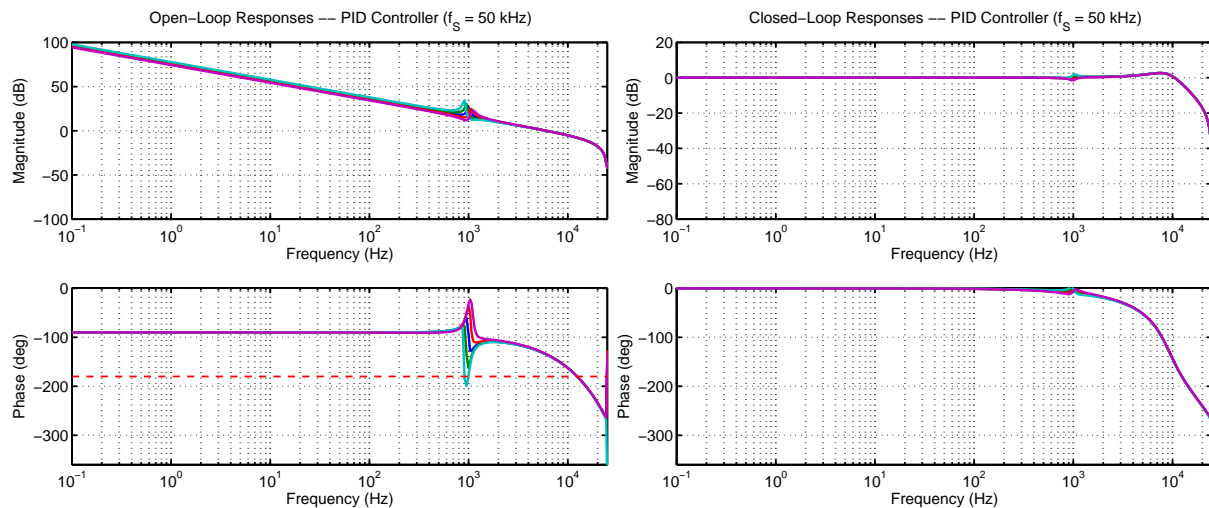 Open−Loop Responses −− PID Controller (f_S = 50 kHz)
Magnitude (dB)
100
50
0
−50
−100
10^−1 10^0 10^1 10^2 10^3 10^4
Frequency (Hz)
Phase (deg)
0
−100
−200
−300
10^−1 10^0 10^1 10^2 10^3 10^4
Frequency (Hz)
Closed−Loop Responses −− PID Controller (f_S = 50 kHz)
Magnitude (dB)
20
0
−20
−40
−60
−80
10^−1 10^0 10^1 10^2 10^3 10^4
Frequency (Hz)
Phase (deg)
0
−100
−200
−300
10^−1 10^0 10^1 10^2 10^3 10^4
Frequency (Hz)